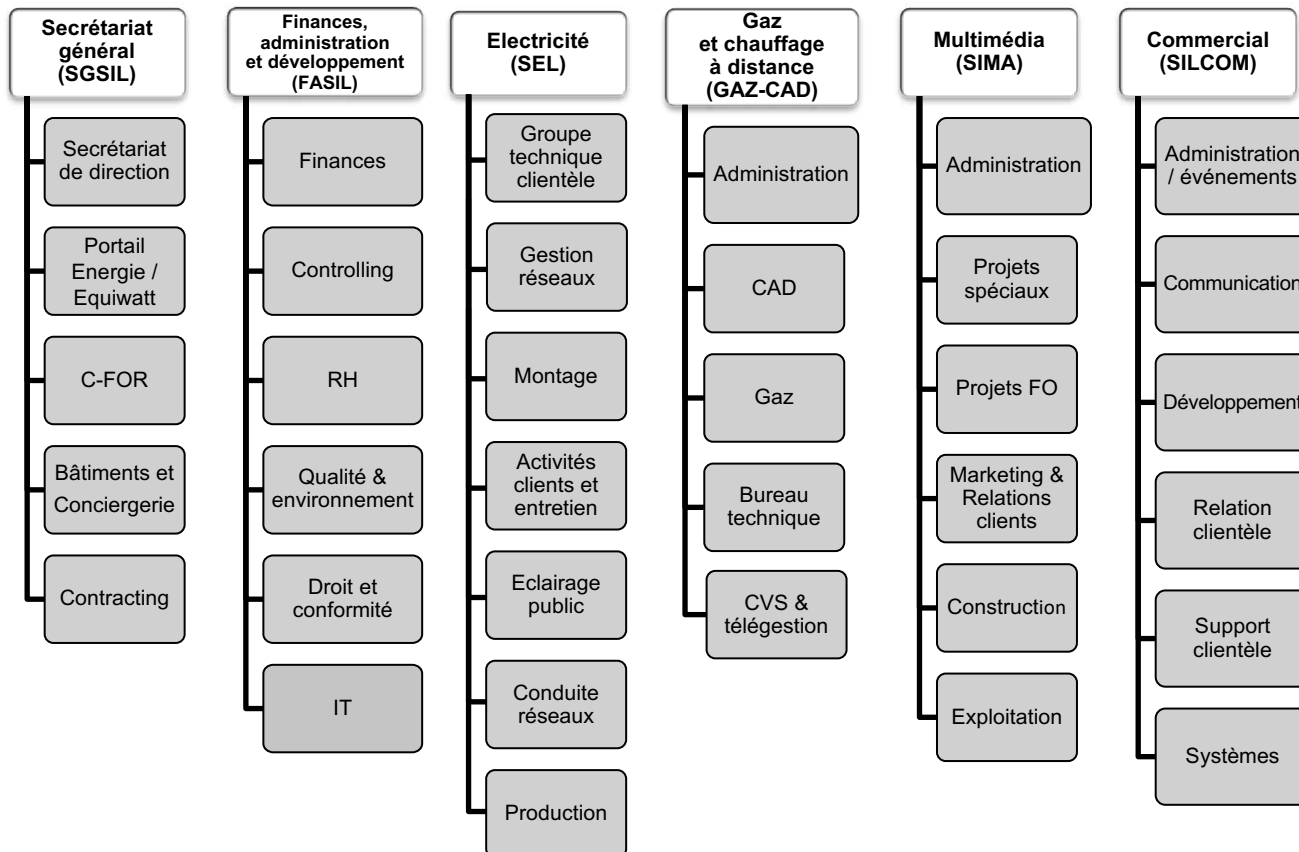 Secrétariat
général
(SGSIL)
Secrétariat
de direction
Portail
Energie /
Equiwatt
C-FOR
Bâtiments et
Conciergerie
Contracting
Finances,
administration
et développement
(FASIL)
Finances
Controlling
RH
Qualité &
environnement
Droit et
conformité
IT
Electricité
(SEL)
Groupe
technique
clientèle
Gestion
réseaux
Montage
Activités
clients et
entretien
Eclairage
public
Conduite
réseaux
Production
Gaz
et chauffage
à distance
(GAZ-CAD)
Administration
CAD
Gaz
Bureau
technique
CVS &
télégestion
Multimédia
(SIMA)
Administration
Projets
spéciaux
Projets FO
Marketing &
Relations
clients
Construction
Exploitation
Commercial
(SILCOM)
Administration
/ événements
Communication
Développement
Relation
clientèle
Support
clientèle
Systèmes